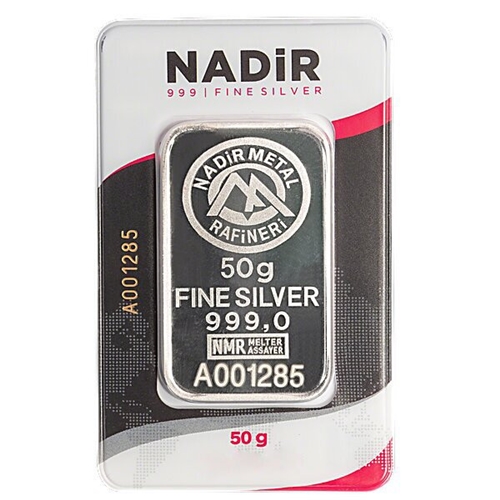 NADiR
999 | FINE SILVER
NADiR METAL
RAFiNERi
50g
FINE SILVER
999,0
NMR MELTER
ASSAYER
A001285
A001285
50 g